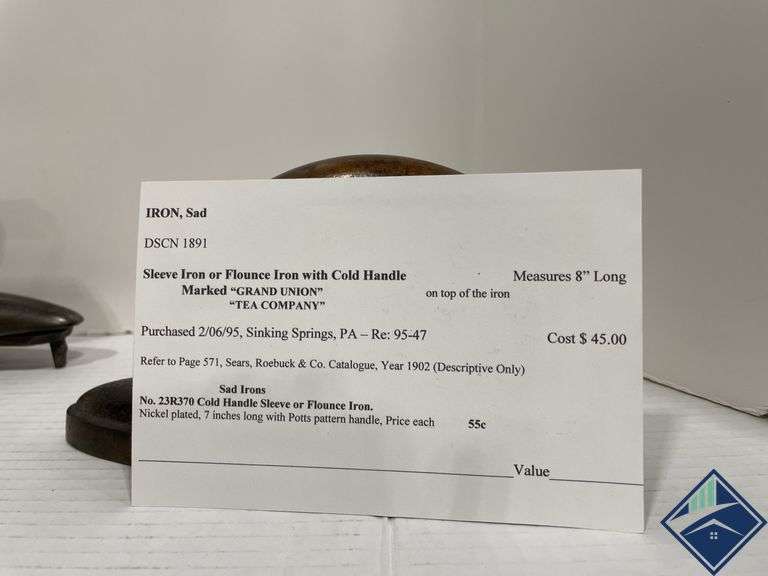 IRON, Sad
DSCN 1891
Sleeve Iron or Flounce Iron with Cold Handle Measures 8” Long
Marked “GRAND UNION” on top of the iron
“TEA COMPANY”
Purchased 2/06/95, Sinking Springs, PA – Re: 95-47 Cost $ 45.00
Refer to Page 571, Sears, Roebuck & Co. Catalogue, Year 1902 (Descriptive Only)
Sad Irons
No. 23R370 Cold Handle Sleeve or Flounce Iron.
Nickel plated, 7 inches long with Potts pattern handle, Price each 55c
Value